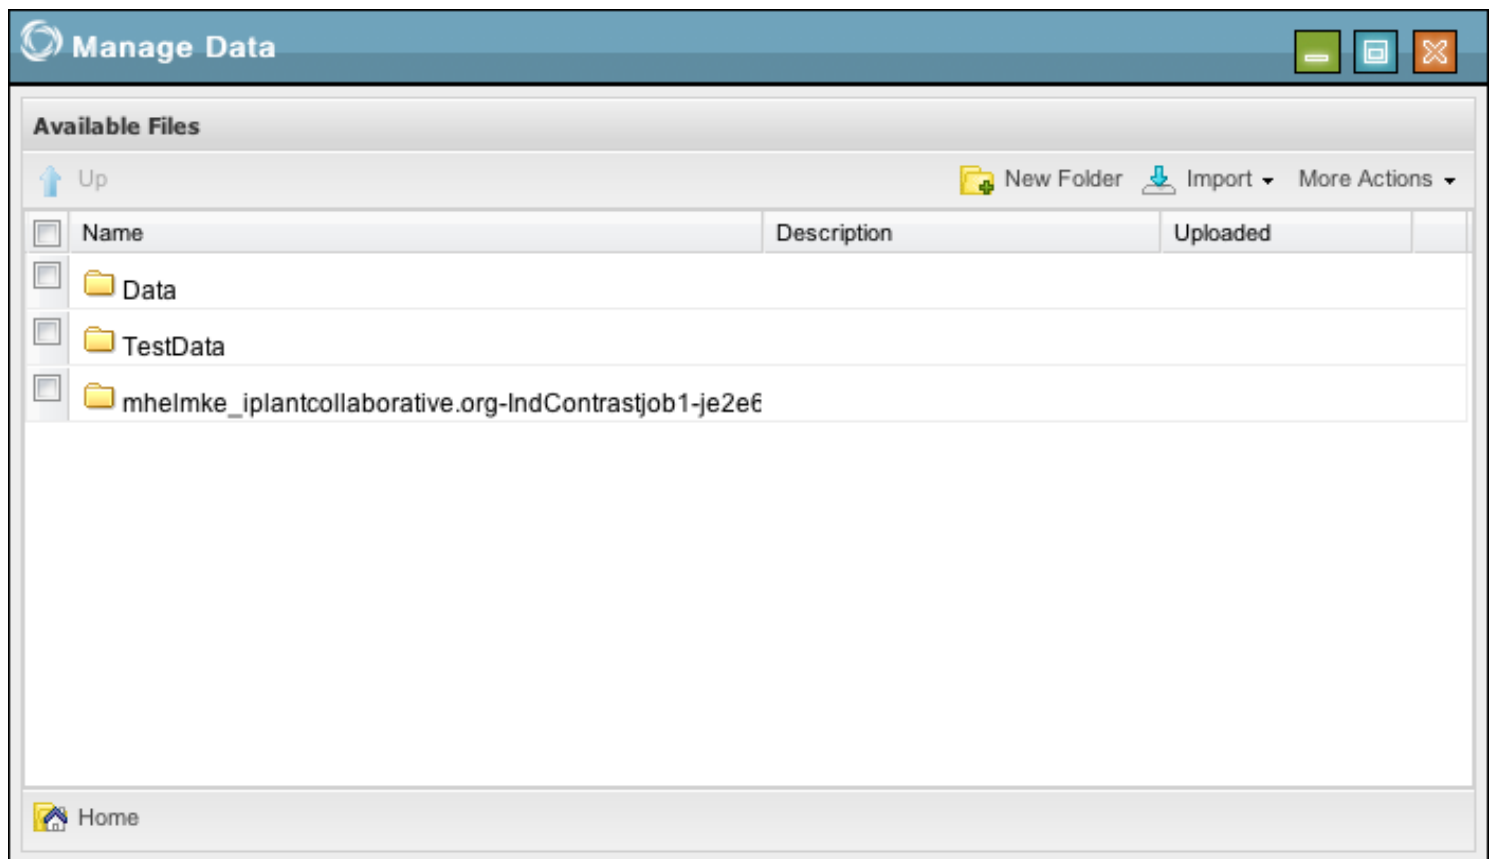 Manage Data
Available Files
Up New Folder Import More Actions
Name Description Uploaded
Data
TestData
mhelmke_iplantcollaborative.org-IndContrastjob1-je2e6
Home